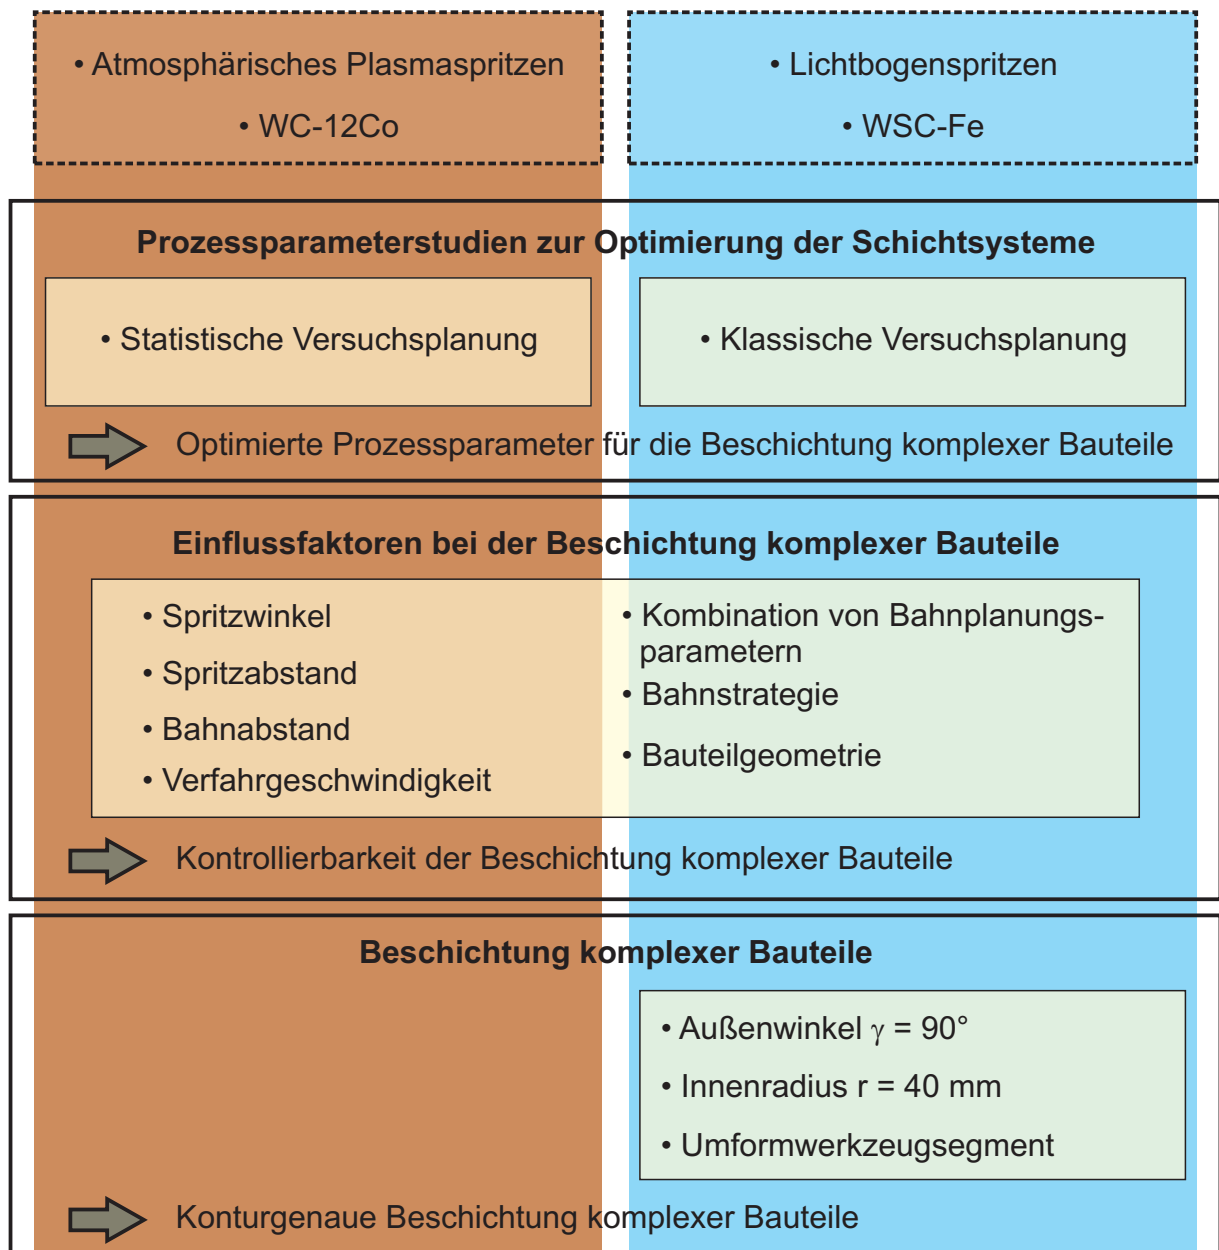 • Atmosphärisches Plasmaspritzen
• WC-12Co
• Lichtbogenspritzen
• WSC-Fe
Prozessparameterstudien zur Optimierung der Schichtsysteme
• Statistische Versuchsplanung
• Klassische Versuchsplanung
Optimierte Prozessparameter für die Beschichtung komplexer Bauteile
Einflussfaktoren bei der Beschichtung komplexer Bauteile
• Spritzwinkel
• Spritzabstand
• Bahnabstand
• Verfahrgeschwindigkeit
• Kombination von Bahnplanungs-
parametern
• Bahnstrategie
• Bauteilgeometrie
Kontrollierbarkeit der Beschichtung komplexer Bauteile
Beschichtung komplexer Bauteile
• Außenwinkel γ = 90°
• Innenradius r = 40 mm
• Umformwerkzeugsegment
Konturgenaue Beschichtung komplexer Bauteile